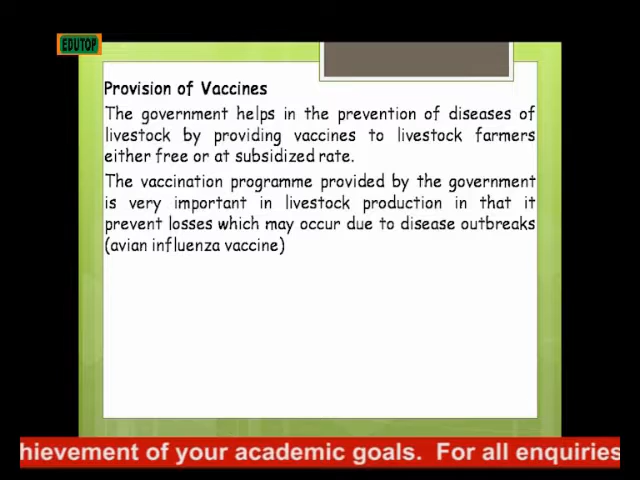 EDUTOP
Provision of Vaccines
The government helps in the prevention of diseases of
livestock by providing vaccines to livestock farmers
either free or at subsidized rate.
The vaccination programme provided by the government
is very important in livestock production in that it
prevent losses which may occur due to disease outbreaks
(avian influenza vaccine)
hievement of your academic goals. For all enquiries